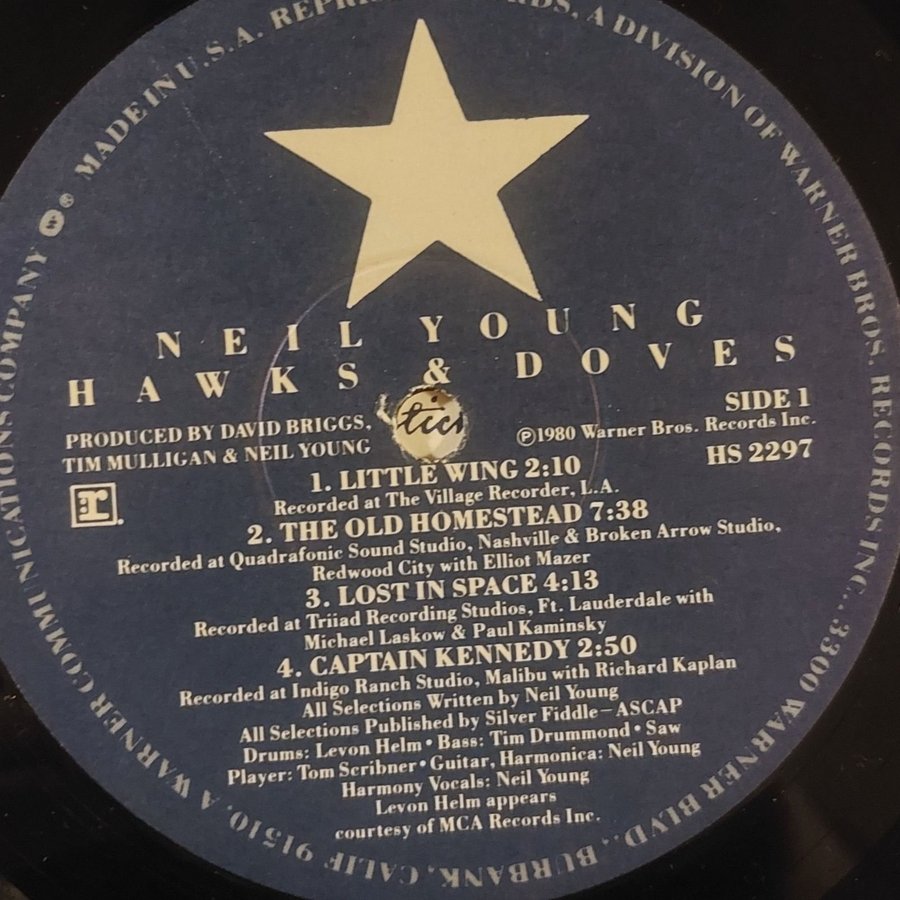 MADE IN U.S.A. REPRISE RECORDS, A DIVISION OF WARNER BROS. RECORDS INC., 3300 WARNER BLVD., BURBANK, CALIF 91510, A WARNER COMMUNICATIONS COMPANY ®
NEIL YOUNG
HAWKS & DOVES
SIDE 1
PRODUCED BY DAVID BRIGGS,
TIM MULLIGAN & NEIL YOUNG
tics
℗1980 Warner Bros. Records Inc.
HS 2297
r.
1. LITTLE WING 2:10
Recorded at The Village Recorder, L.A.
2. THE OLD HOMESTEAD 7:38
Recorded at Quadrafonic Sound Studio, Nashville & Broken Arrow Studio,
Redwood City with Elliot Mazer
3. LOST IN SPACE 4:13
Recorded at Triiad Recording Studios, Ft. Lauderdale with
Michael Laskow & Paul Kaminsky
4. CAPTAIN KENNEDY 2:50
Recorded at Indigo Ranch Studio, Malibu with Richard Kaplan
All Selections Written by Neil Young
All Selections Published by Silver Fiddle—ASCAP
Drums: Levon Helm • Bass: Tim Drummond • Saw
Player: Tom Scribner • Guitar, Harmonica: Neil Young
Harmony Vocals: Neil Young
Levon Helm appears
courtesy of MCA Records Inc.